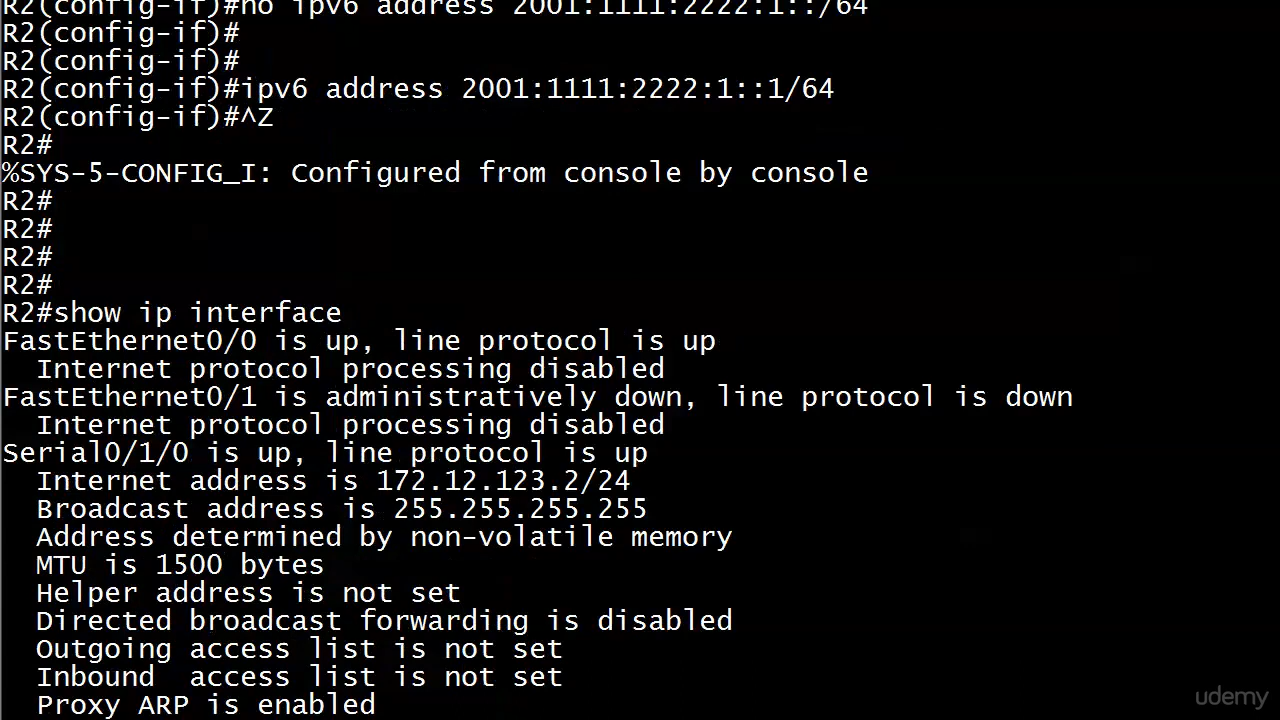 R2(config-if)#no ipv6 address 2001:1111:2222:1::/64
R2(config-if)#
R2(config-if)#
R2(config-if)#ipv6 address 2001:1111:2222:1::1/64
R2(config-if)#^Z
R2#
%SYS-5-CONFIG_I: Configured from console by console
R2#
R2#
R2#
R2#
R2#show ip interface
FastEthernet0/0 is up, line protocol is up
  Internet protocol processing disabled
FastEthernet0/1 is administratively down, line protocol is down
  Internet protocol processing disabled
Serial0/1/0 is up, line protocol is up
  Internet address is 172.12.123.2/24
  Broadcast address is 255.255.255.255
  Address determined by non-volatile memory
  MTU is 1500 bytes
  Helper address is not set
  Directed broadcast forwarding is disabled
  Outgoing access list is not set
  Inbound  access list is not set
  Proxy ARP is enabled
udemy